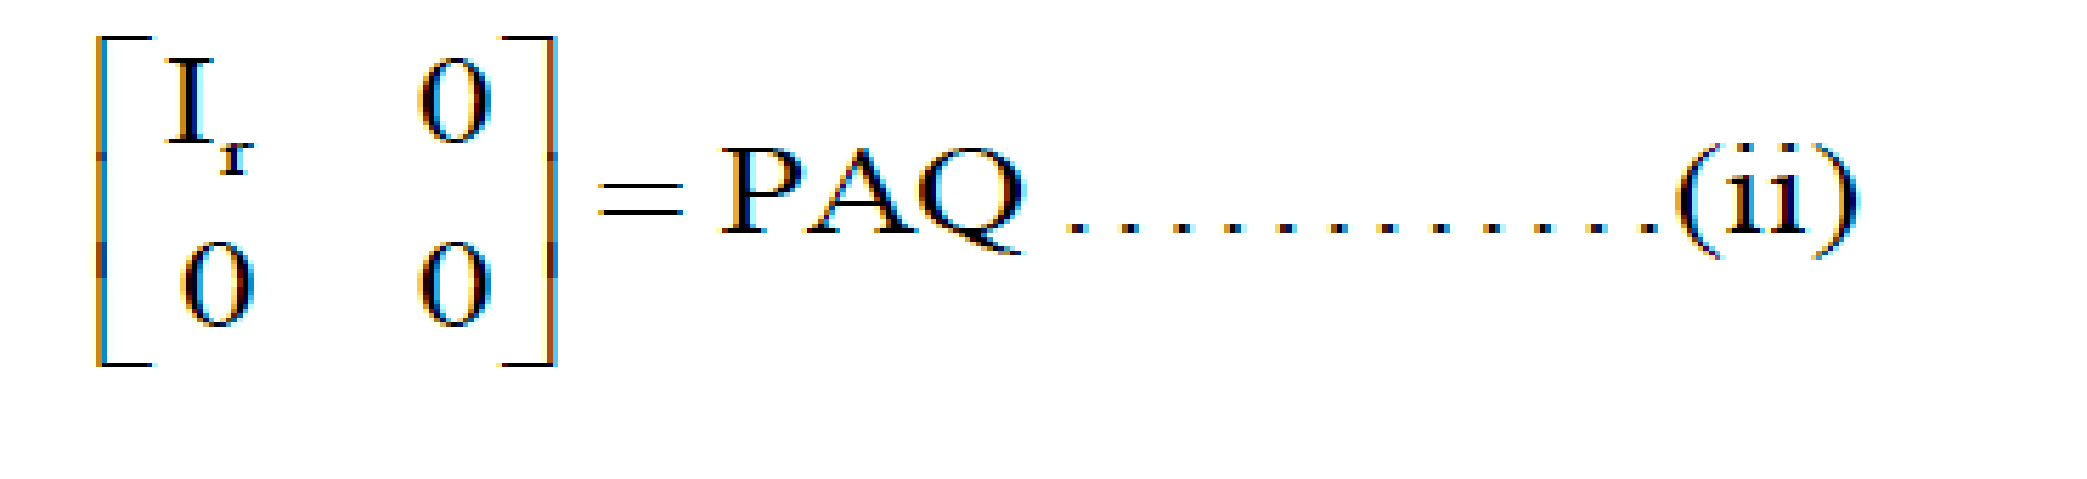 [I_r 0
0 0] = PAQ .............(ii)